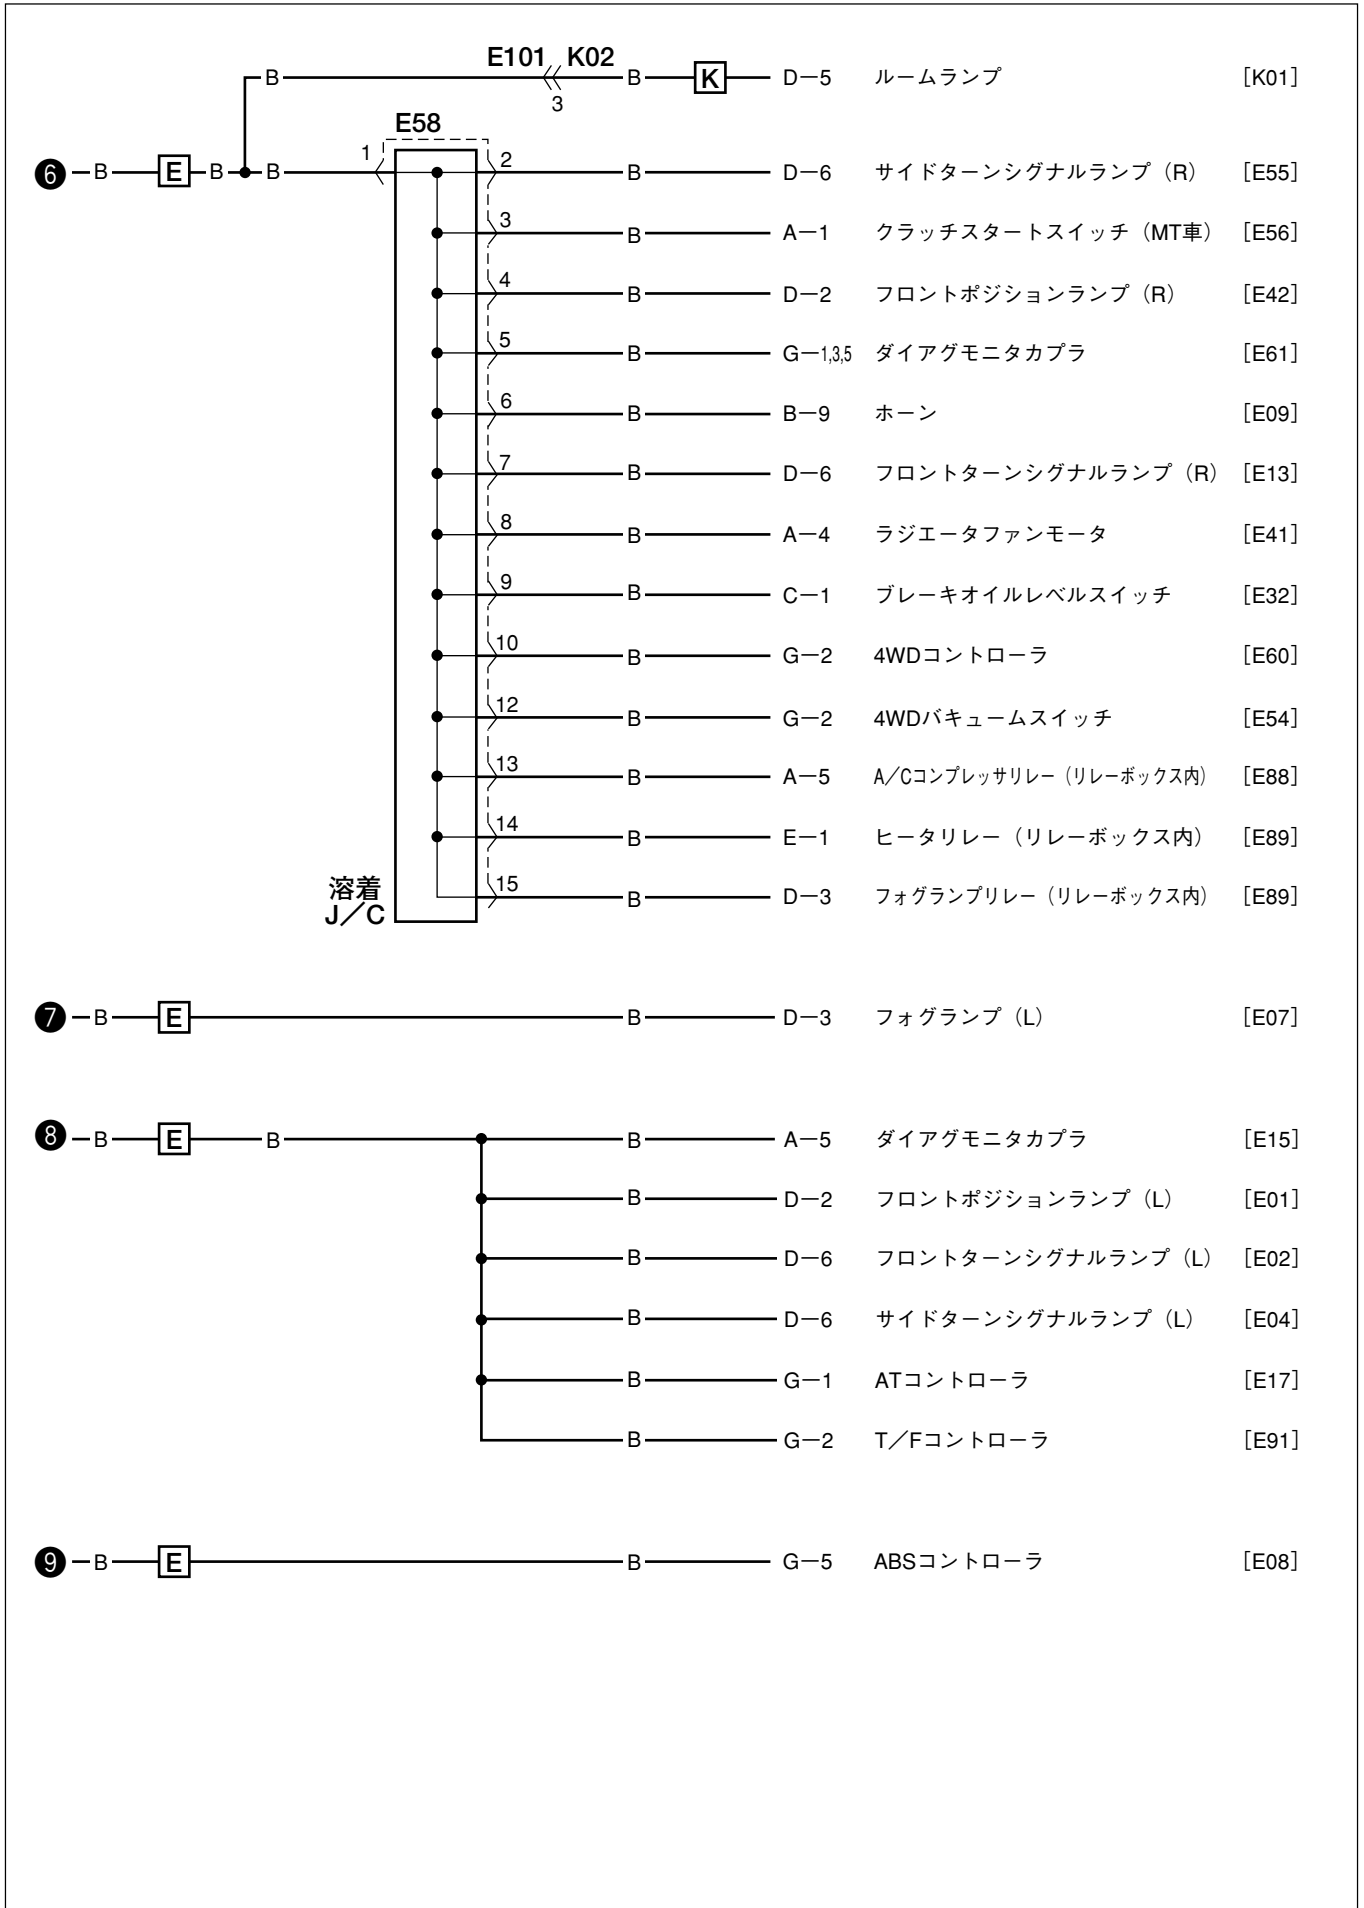 E101 K02
B B K D－5 ルームランプ [K01]
3
E58
6 B E B B 1 2 B D－6 サイドターンシグナルランプ（R） [E55]
3 B A－1 クラッチスタートスイッチ（MT車） [E56]
4 B D－2 フロントポジションランプ（R） [E42]
5 B G－1,3,5 ダイアグモニタカプラ [E61]
6 B B－9 ホーン [E09]
7 B D－6 フロントターンシグナルランプ（R） [E13]
8 B A－4 ラジエータファンモータ [E41]
9 B C－1 ブレーキオイルレベルスイッチ [E32]
10 B G－2 4WDコントローラ [E60]
12 B G－2 4WDバキュームスイッチ [E54]
13 B A－5 A／Cコンプレッサリレー（リレーボックス内） [E88]
14 B E－1 ヒータリレー（リレーボックス内） [E89]
15 B D－3 フォグランプリレー（リレーボックス内） [E89]
溶着
J／C
7 B E B D－3 フォグランプ（L） [E07]
8 B E B B A－5 ダイアグモニタカプラ [E15]
B D－2 フロントポジションランプ（L） [E01]
B D－6 フロントターンシグナルランプ（L） [E02]
B D－6 サイドターンシグナルランプ（L） [E04]
B G－1 ATコントローラ [E17]
B G－2 T／Fコントローラ [E91]
9 B E B G－5 ABSコントローラ [E08]